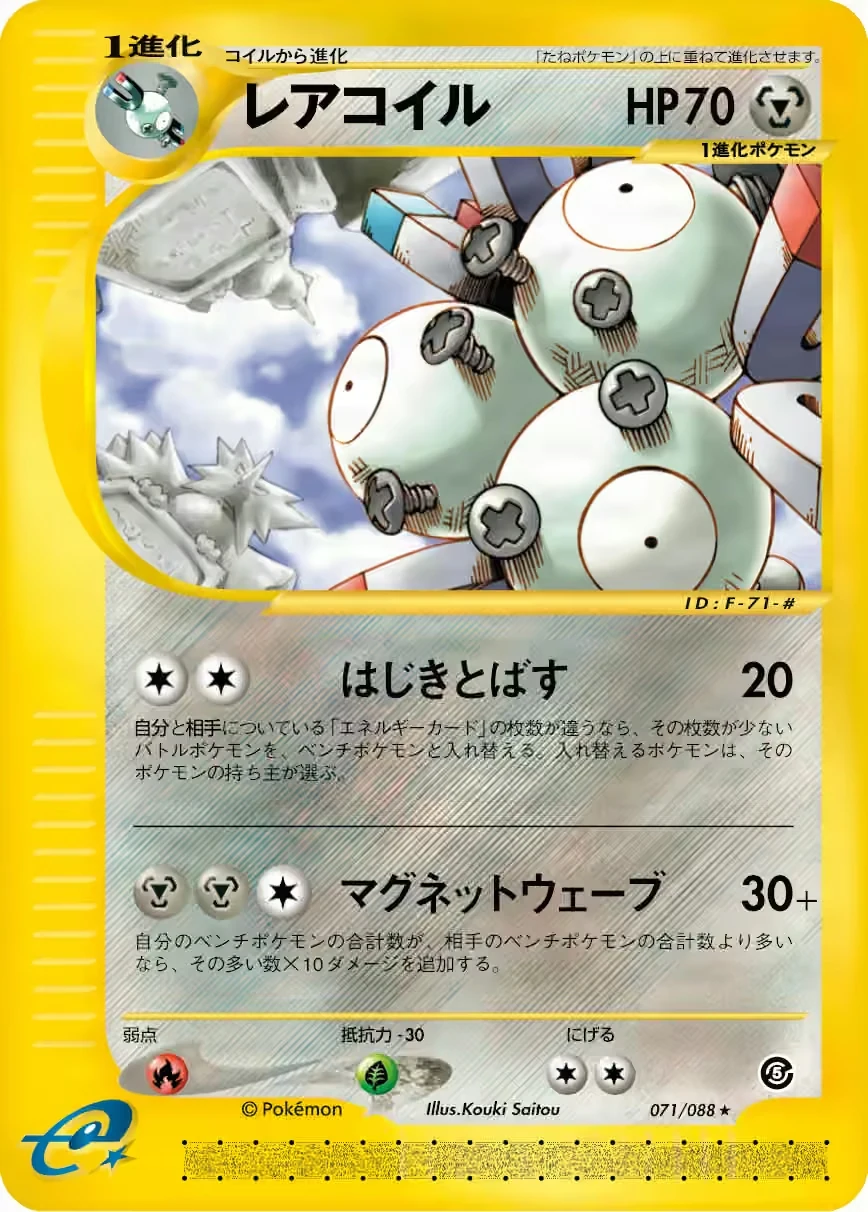 1進化
コイルから進化
「たねポケモン」の上に重ねて進化させます。
レアコイル HP70
1進化ポケモン
ID:F-71-#
はじきとばす 20
自分と相手についている「エネルギーカード」の枚数が違うなら、その枚数が少ない
バトルポケモンを、ベンチポケモンと入れ替える。入れ替えるポケモンは、その
ポケモンの持ち主が選ぶ。
マグネットウェーブ 30+
自分のベンチポケモンの合計数が、相手のベンチポケモンの合計数より多い
なら、その多い数×10ダメージを追加する。
弱点 抵抗力-30 にげる
5
©Pokémon Illus.Kouki Saitou 071/088★
e